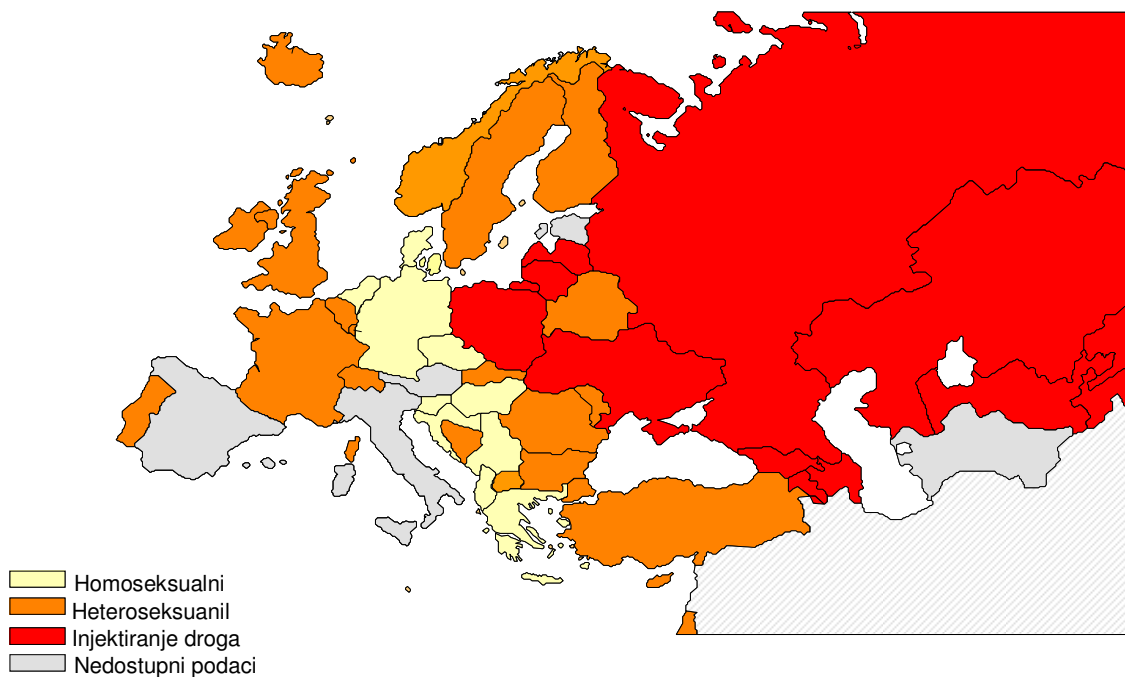 Homoseksualni
Heteroseksuanil
Injektiranje droga
Nedostupni podaci